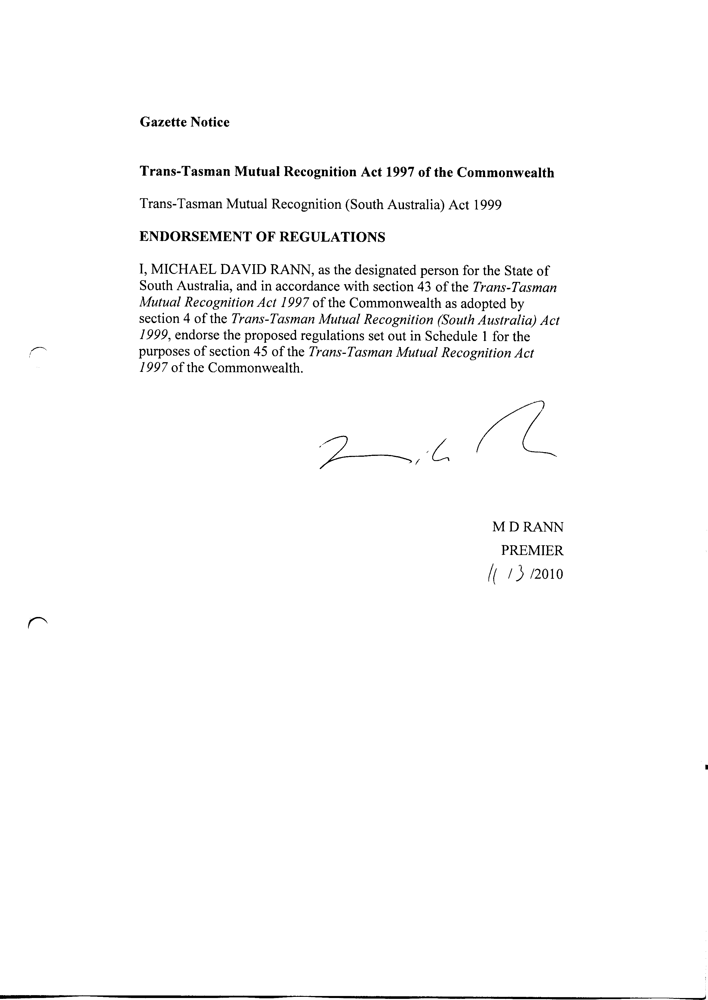 Gazette Notice
Trans-Tasman Mutual Recognition Act 1997 of the Commonwealth
Trans-Tasman Mutual Recognition (South Australia) Act 1999
ENDORSEMENT OF REGULATIONS
I, MICHAEL DAVID RANN, as the designated person for the State of
South Australia, and in accordance with section 43 of the Trans-Tasman
Mutual Recognition Act 1997 of the Commonwealth as adopted by
section 4 of the Trans-Tasman Mutual Recognition (South Australia) Act
1999, endorse the proposed regulations set out in Schedule 1 for the
purposes of section 45 of the Trans-Tasman Mutual Recognition Act
1997 of the Commonwealth.
M D RANN
PREMIER
11 / 3 /2010